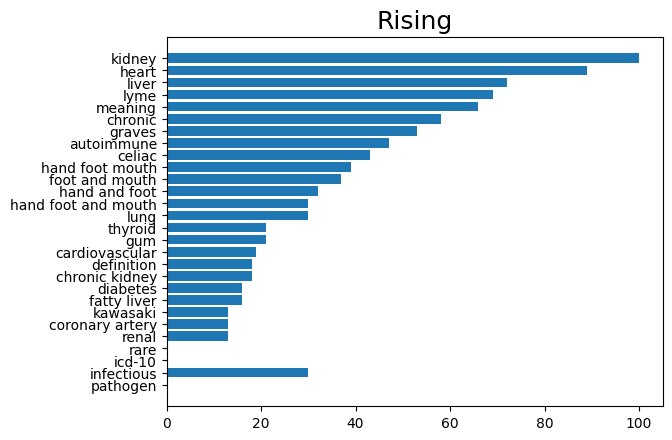 Rising
kidney
heart
liver
lyme
meaning
chronic
graves
autoimmune
celiac
hand foot mouth
foot and mouth
hand and foot
hand foot and mouth
lung
thyroid
gum
cardiovascular
definition
chronic kidney
diabetes
fatty liver
kawasaki
coronary artery
renal
rare
icd-10
infectious
pathogen
0 20 40 60 80 100